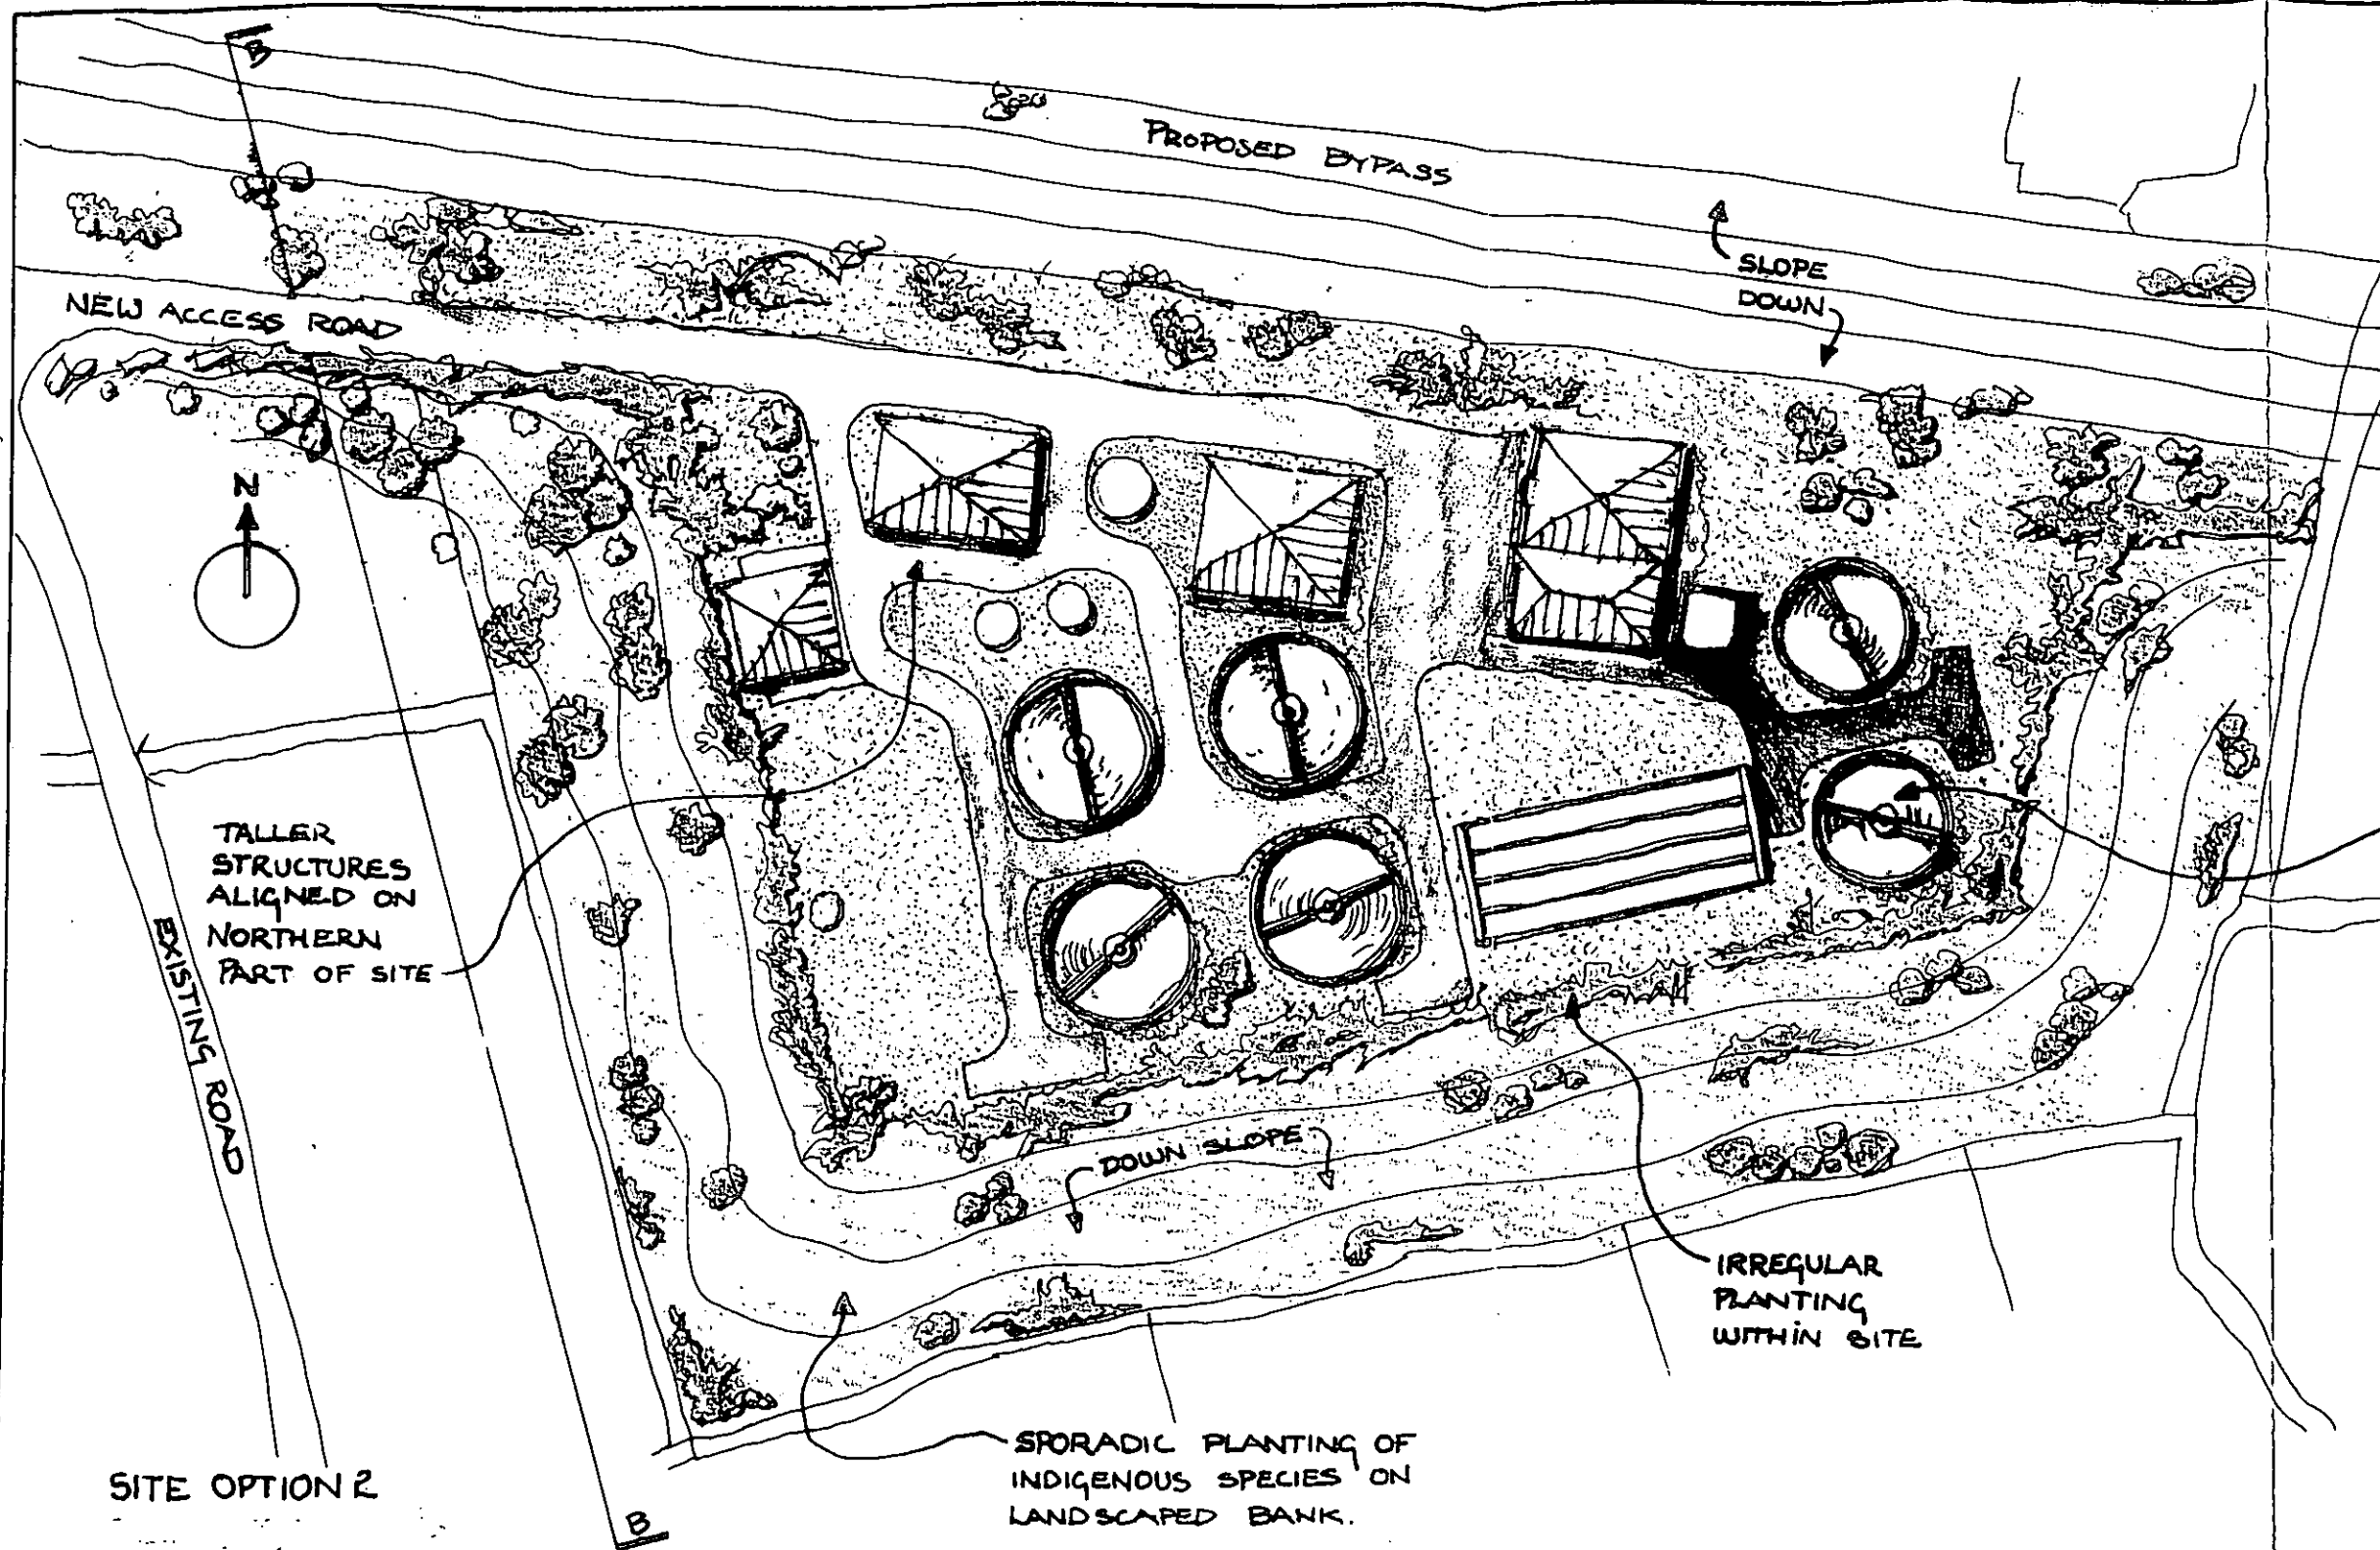 B
PROPOSED BYPASS
SLOPE
DOWN
NEW ACCESS ROAD
N
TALLER
STRUCTURES
ALIGNED ON
NORTHERN
PART OF SITE
EXISTING ROAD
DOWN SLOPE
IRREGULAR
PLANTING
WITHIN SITE
SPORADIC PLANTING OF
INDIGENOUS SPECIES ON
LANDSCAPED BANK.
SITE OPTION 2
B